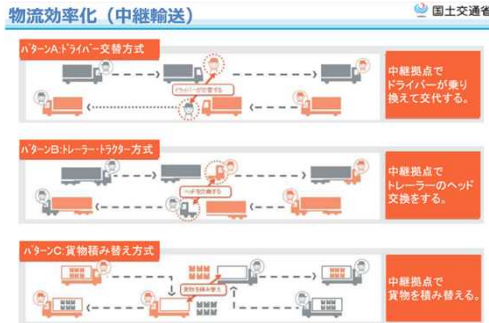 物流効率化（中継輸送）
国土交通省
パターンA:ドライバー交替方式
ドライバーが交替する
中継拠点で
ドライバーが乗り
換えて交代する。
パターンB:トレーラー・トラクター方式
ヘッドを交換する
中継拠点で
トレーラーのヘッド
交換をする。
パターンC:貨物積み替え方式
貨物を積み替え
中継拠点で
貨物を積み替える。